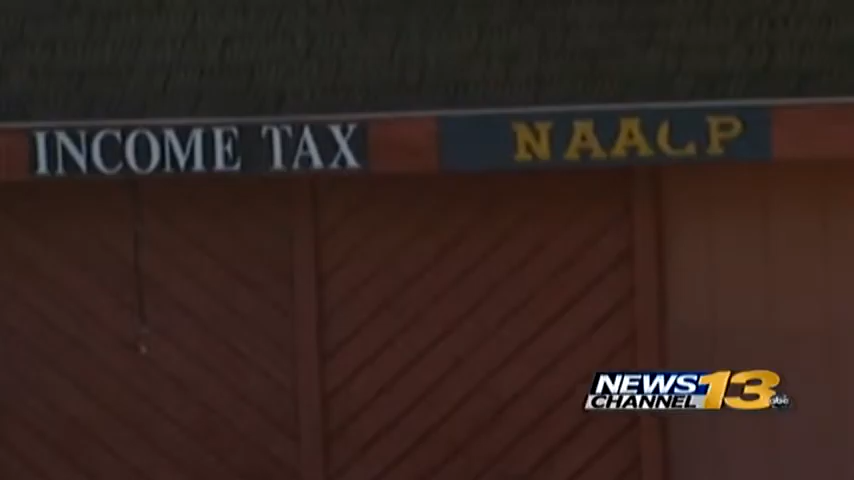 INCOME TAX
NAACP
NEWS 13
CHANNEL
abc